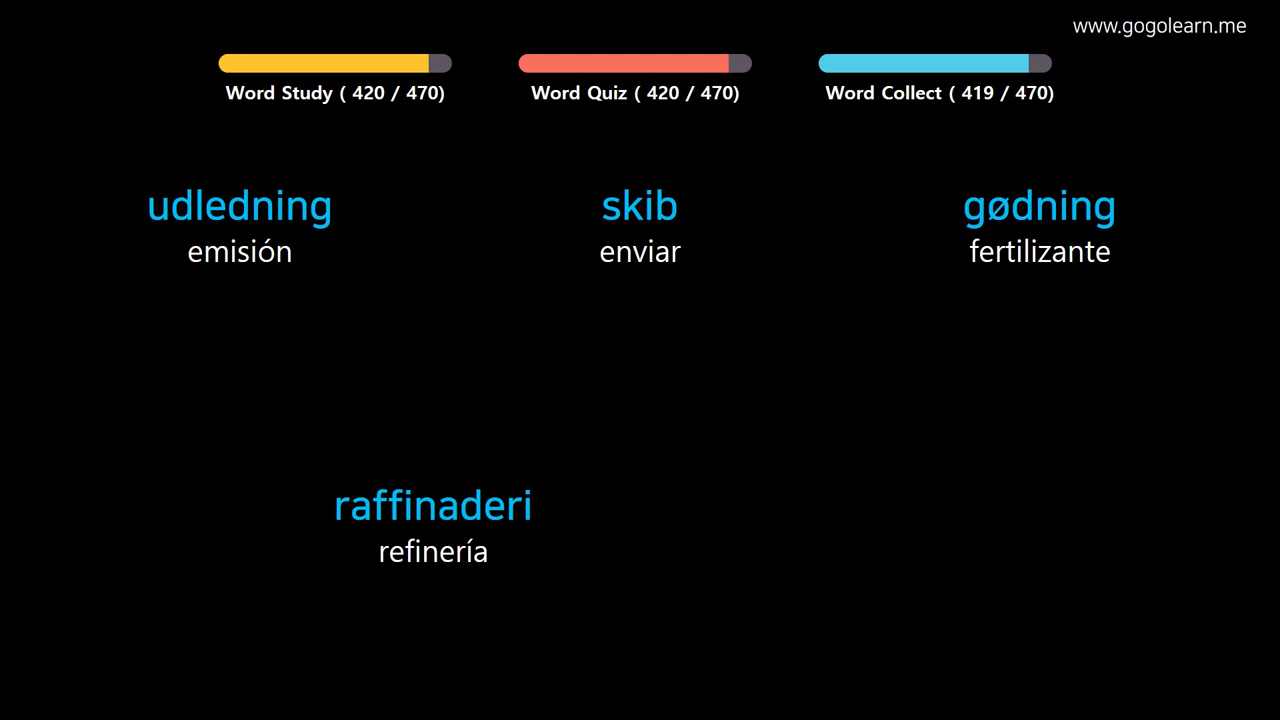 www.gogolearn.me
Word Study ( 420 / 470)
Word Quiz ( 420 / 470)
Word Collect ( 419 / 470)
udledning
emisión
skib
enviar
gødning
fertilizante
raffinaderi
refinería